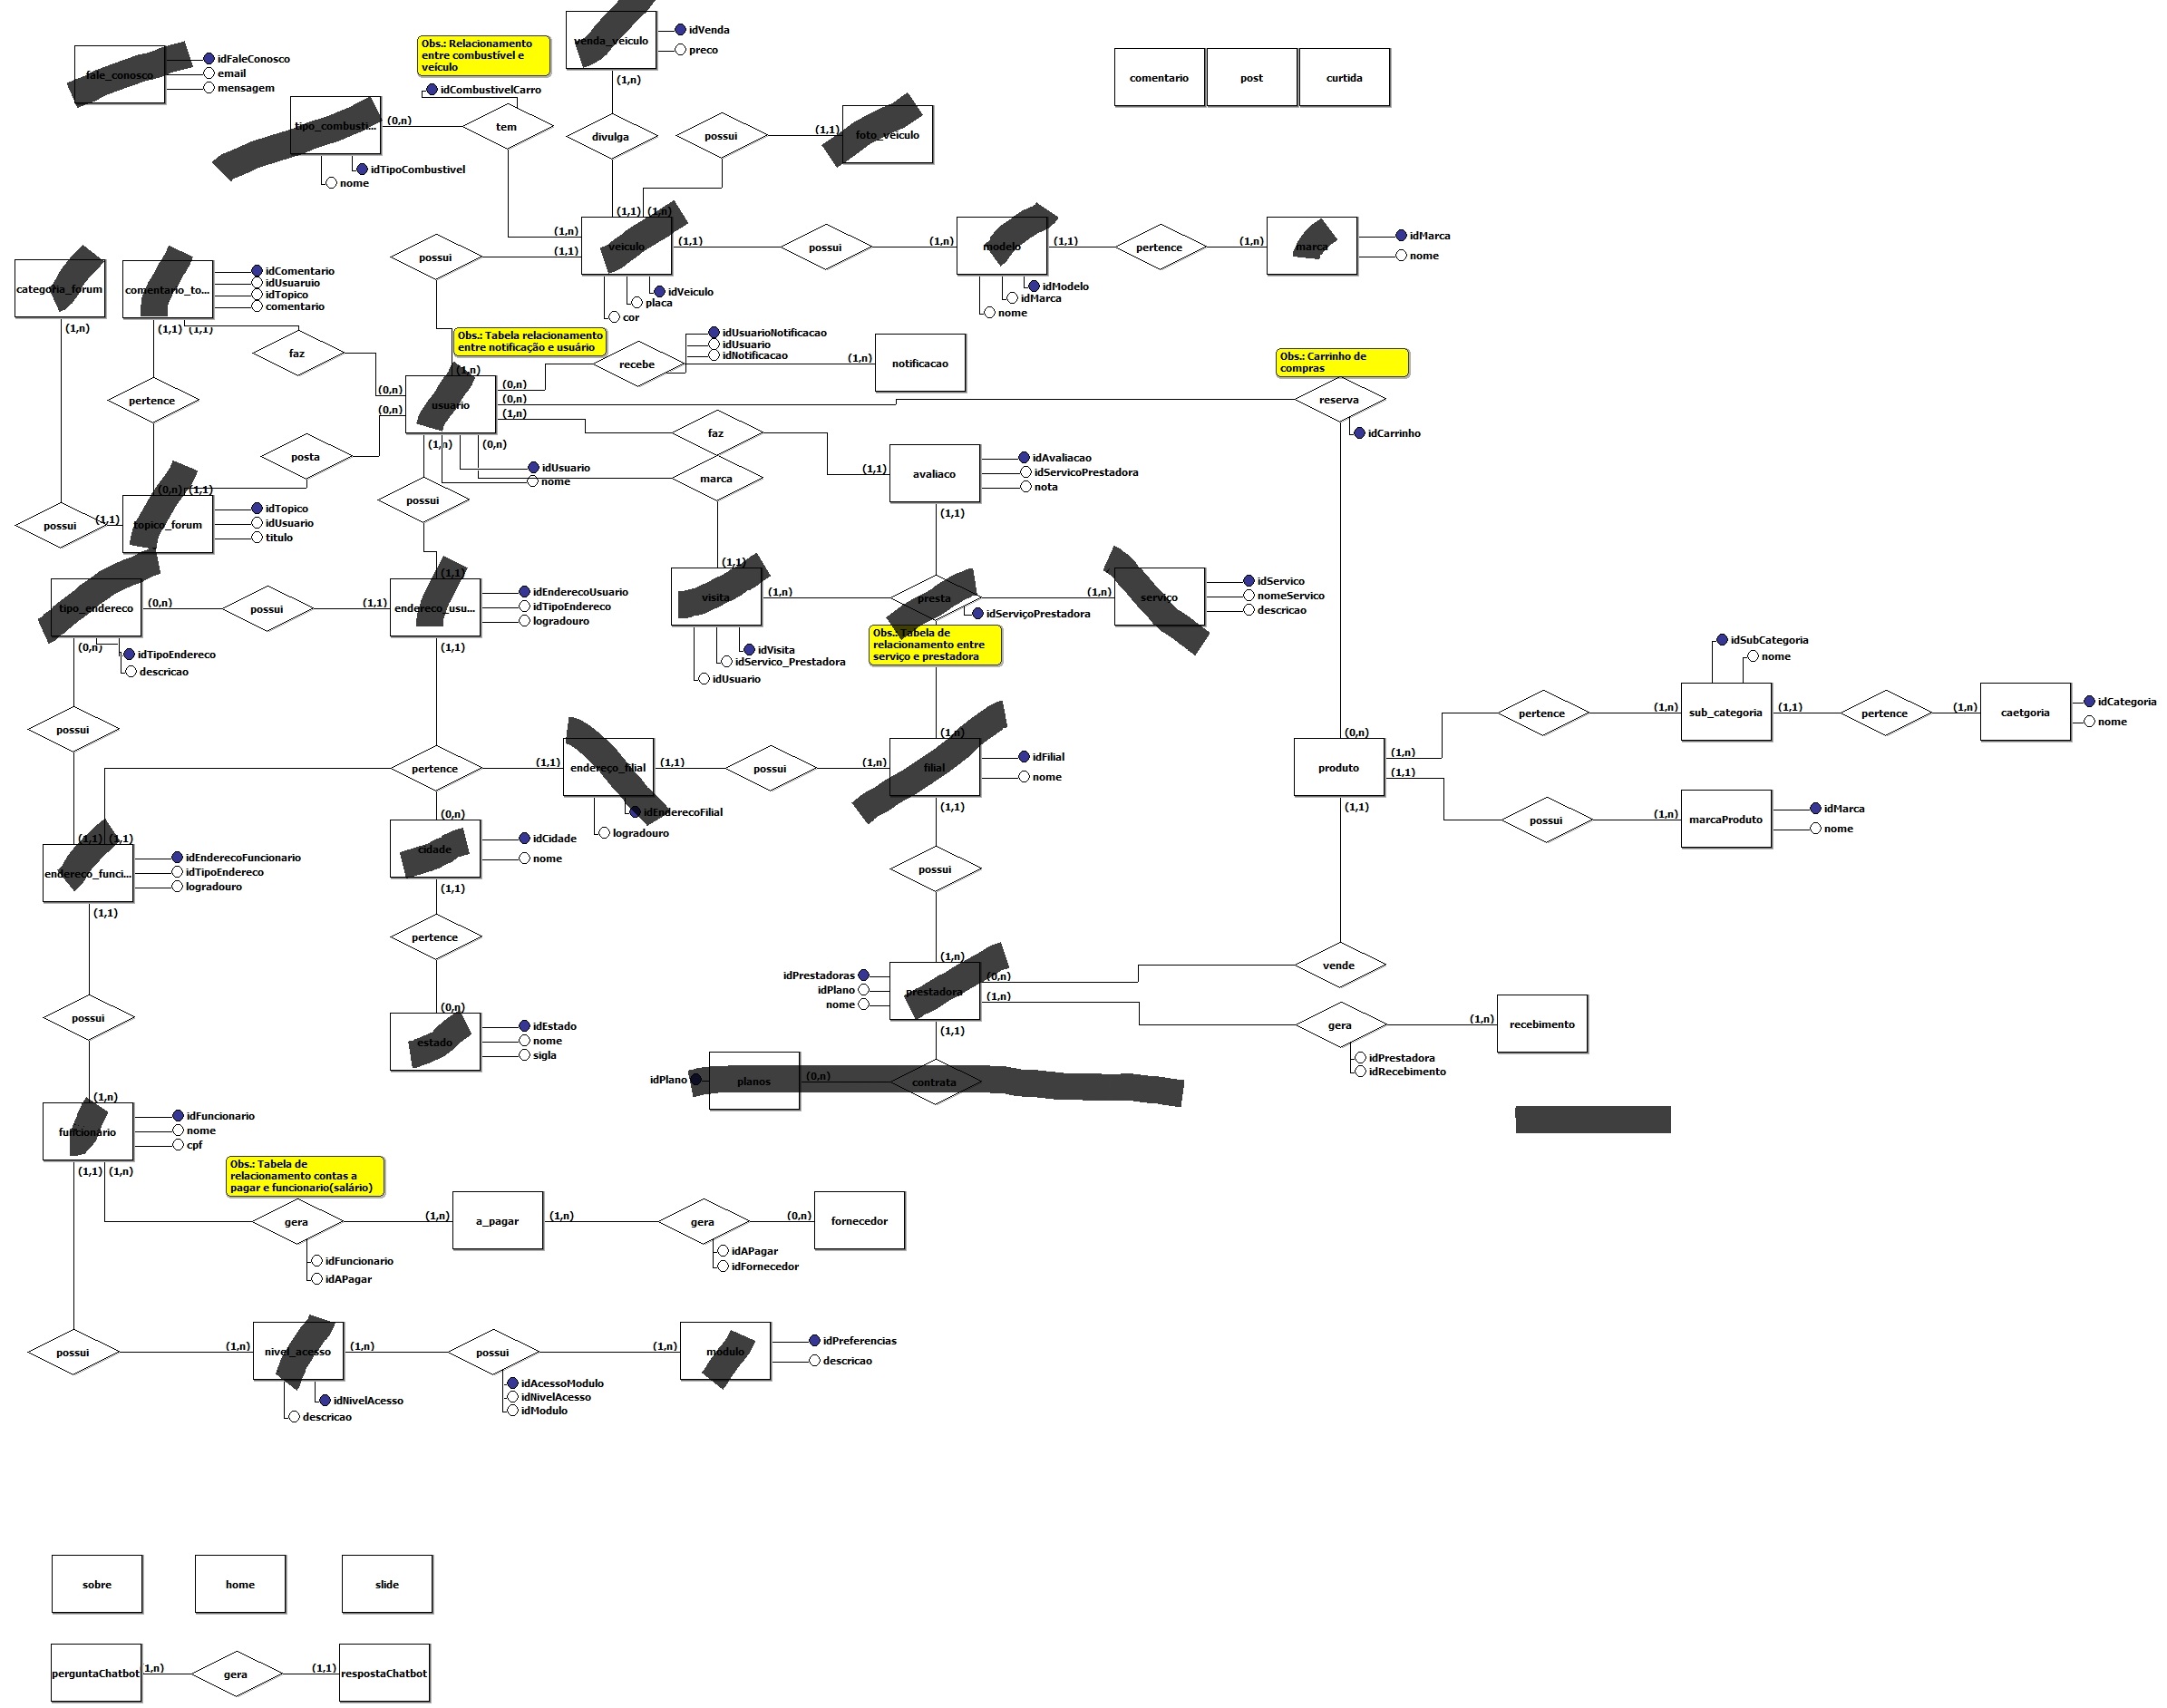 venda_veiculo
idVenda
preco
(1,n)
fale_conosco
idFaleConosco
email
mensagem
Obs.: Relacionamento
entre combustível e
veículo
idCombustivelCarro
comentario
post
curtida
tipo_combusti...
(0,n)
tem
divulga
possui
(1,1)
foto_veiculo
idTipoCombustivel
nome
(1,1)
(1,n)
(1,n)
(1,1)
possui
veiculo
(1,1)
possui
(1,n)
modelo
(1,1)
pertence
(1,n)
marca
idMarca
nome
idVeiculo
placa
cor
idModelo
idMarca
nome
categoria_forum
(1,n)
comentario_to...
idComentario
idUsuaruio
idTopico
comentario
(1,1)
(1,1)
faz
Obs.: Tabela relacionamento
entre notificação e usuário
recebe
idUsuarioNotificacao
idUsuario
idNotificacao
(1,n)
notificacao
Obs.: Carrinho de
compras
reserva
idCarrinho
pertence
(1,n)
usuario
(0,n)
(0,n)
(0,n)
(0,n)
(1,n)
(1,n)
(0,n)
idUsuario
nome
faz
marca
posta
possui
(1,1)
avaliaco
idAvaliacao
idServicoPrestadora
nota
(1,1)
possui
(1,1)
(0,n)
(1,1)
topico_forum
idTopico
idUsuario
titulo
tipo_endereco
(0,n)
possui
(1,1)
(1,1)
endereco_usu...
idEnderecoUsuario
idTipoEndereco
logradouro
(1,1)
(0,n)
idTipoEndereco
descricao
(1,1)
visita
(1,n)
presta
idServiçoPrestadora
(1,n)
serviço
idServico
nomeServico
descricao
idVisita
idServico_Prestadora
idUsuario
Obs.: Tabela de
relacionamento entre
serviço e prestadora
idSubCategoria
nome
possui
pertence
(1,n)
sub_categoria
(1,1)
pertence
(1,n)
caetgoria
idCategoria
nome
pertence
(1,1)
endereço_filial
(1,1)
possui
(1,n)
(1,n)
filial
idFilial
nome
(1,1)
idEnderecoFilial
logradouro
(0,n)
produto
(1,n)
(1,1)
(1,1)
possui
(1,n)
marcaProduto
idMarca
nome
(0,n)
cidade
idCidade
nome
(1,1)
(1,1)
(1,1)
endereco_funci...
idEnderecoFuncionario
idTipoEndereco
logradouro
(1,1)
possui
pertence
(0,n)
estado
idEstado
nome
sigla
possui
(1,n)
prestadora
idPrestadoras
idPlano
nome
(0,n)
(1,n)
(1,1)
vende
gera
idPrestadora
idRecebimento
(1,n)
recebimento
idPlano
planos
(0,n)
contrata
(1,n)
funcionario
idFuncionario
nome
cpf
(1,1)
(1,n)
Obs.: Tabela de
relacionamento contas a
pagar e funcionario(salário)
gera
idFuncionario
idAPagar
(1,n)
a_pagar
(1,n)
gera
idAPagar
idFornecedor
(0,n)
fornecedor
possui
(1,n)
nivel_acesso
(1,n)
idNivelAcesso
descricao
possui
idAcessoModulo
idNivelAcesso
idModulo
(1,n)
modulo
idPreferencias
descricao
sobre
home
slide
perguntaChatbot
1,n)
gera
(1,1)
respostaChatbot